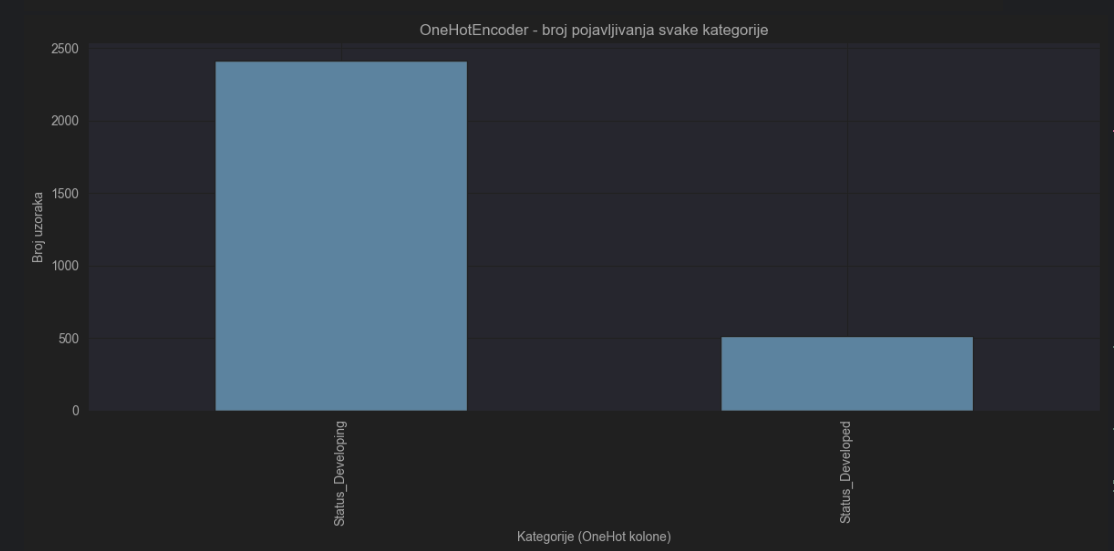 OneHotEncoder - broj pojavljivanja svake kategorije
Broj uzoraka
2500
2000
1500
1000
500
0
Status_Developing
Status_Developed
Kategorije (OneHot kolone)